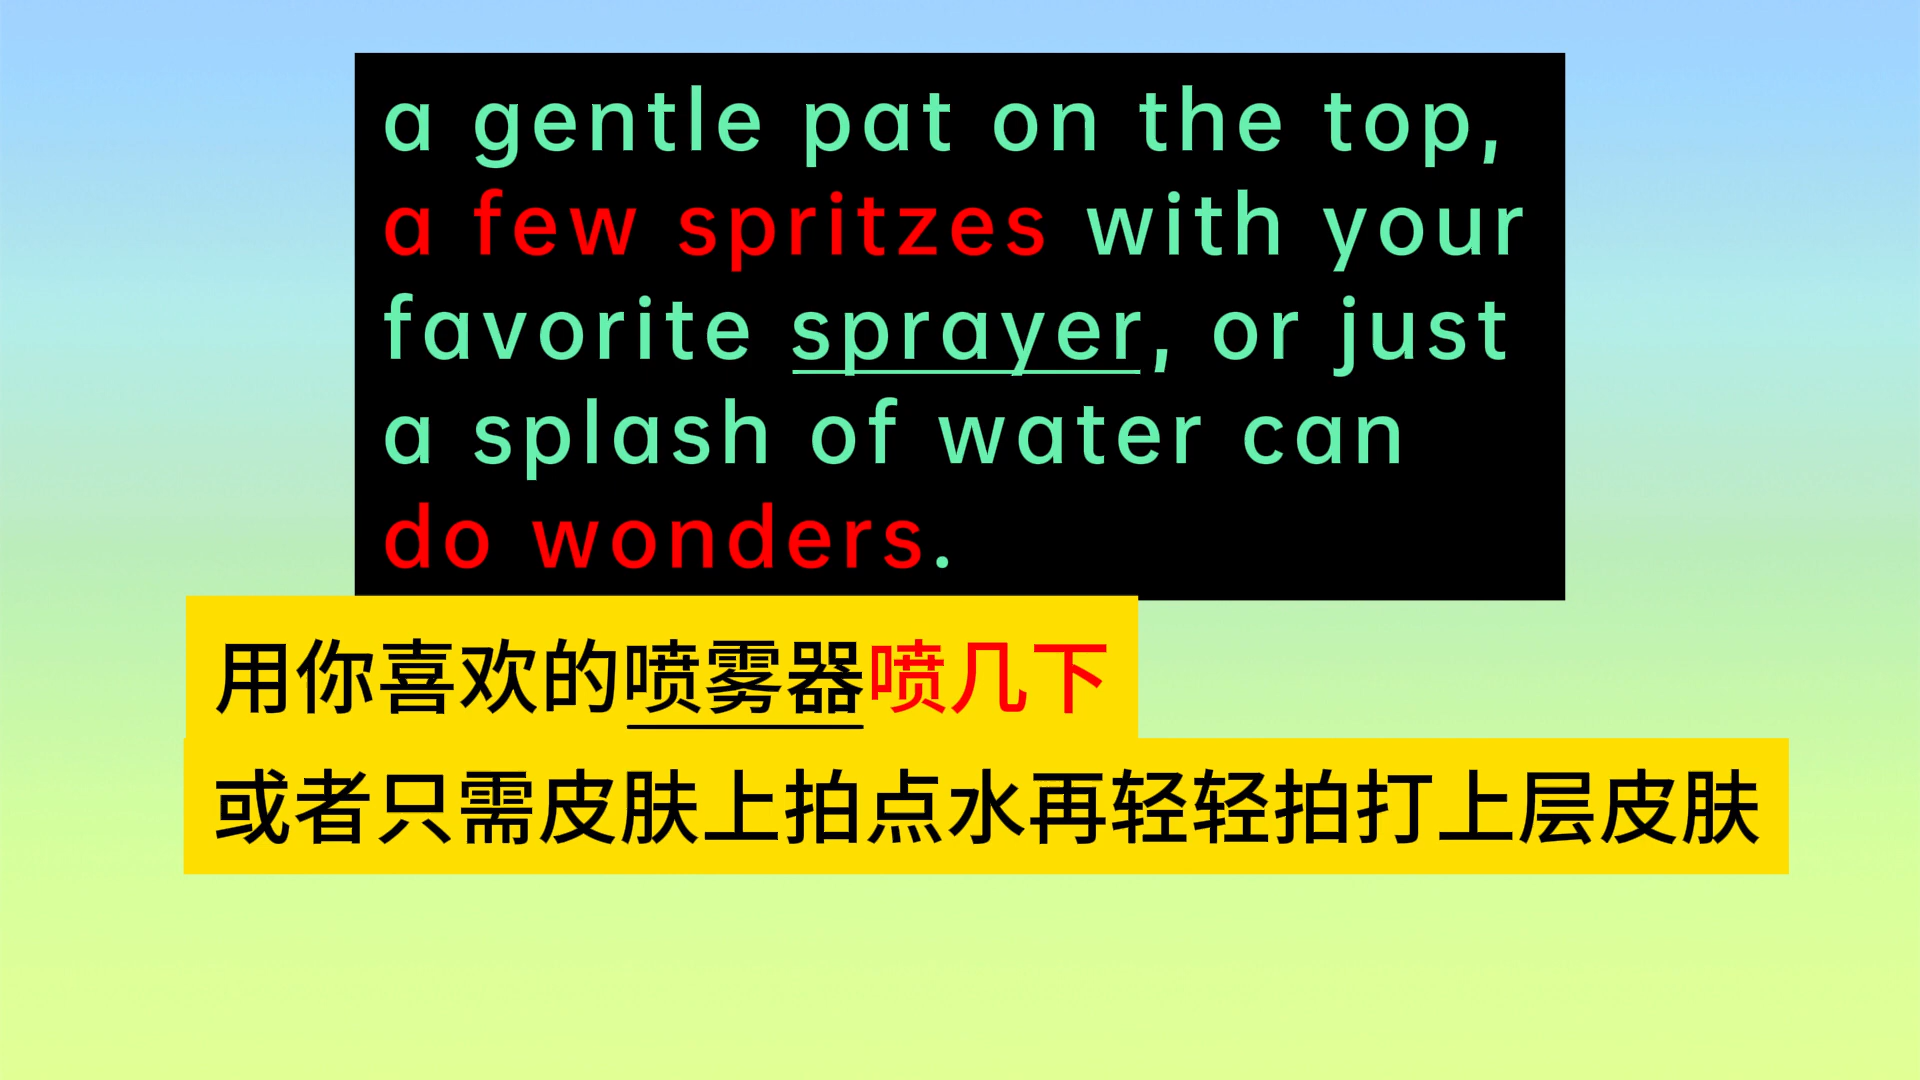 a gentle pat on the top,
a few spritzes with your
favorite sprayer, or just
a splash of water can
do wonders.
用你喜欢的喷雾器喷几下
或者只需皮肤上拍点水再轻轻拍打上层皮肤